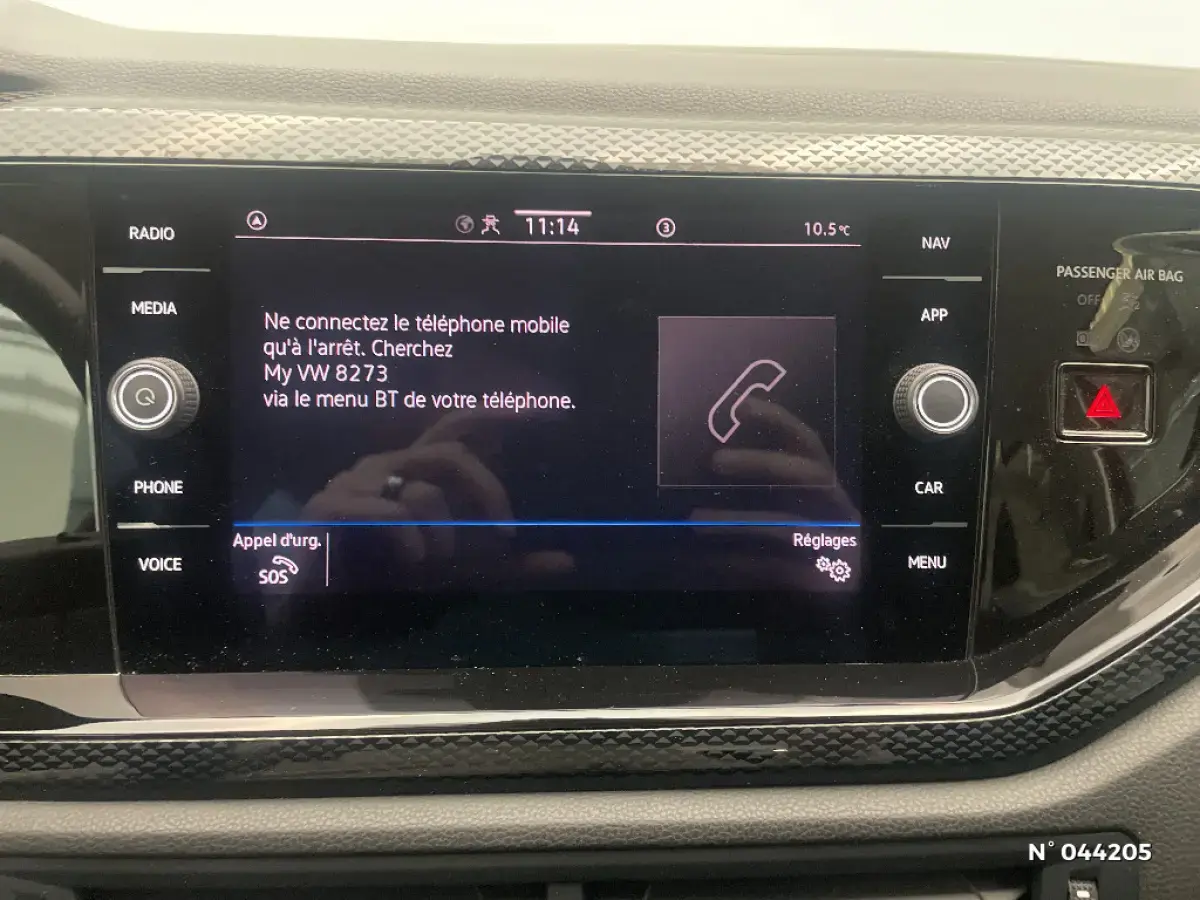 RADIO
MEDIA
PHONE
VOICE
11:14
3
10.5°C
Ne connectez le téléphone mobile
qu'à l'arrêt. Cherchez
My VW 8273
via le menu BT de votre téléphone.
Appel d'urg.
SOS
Réglages
NAV
APP
CAR
MENU
PASSENGER AIR BAG
OFF
N° 044205